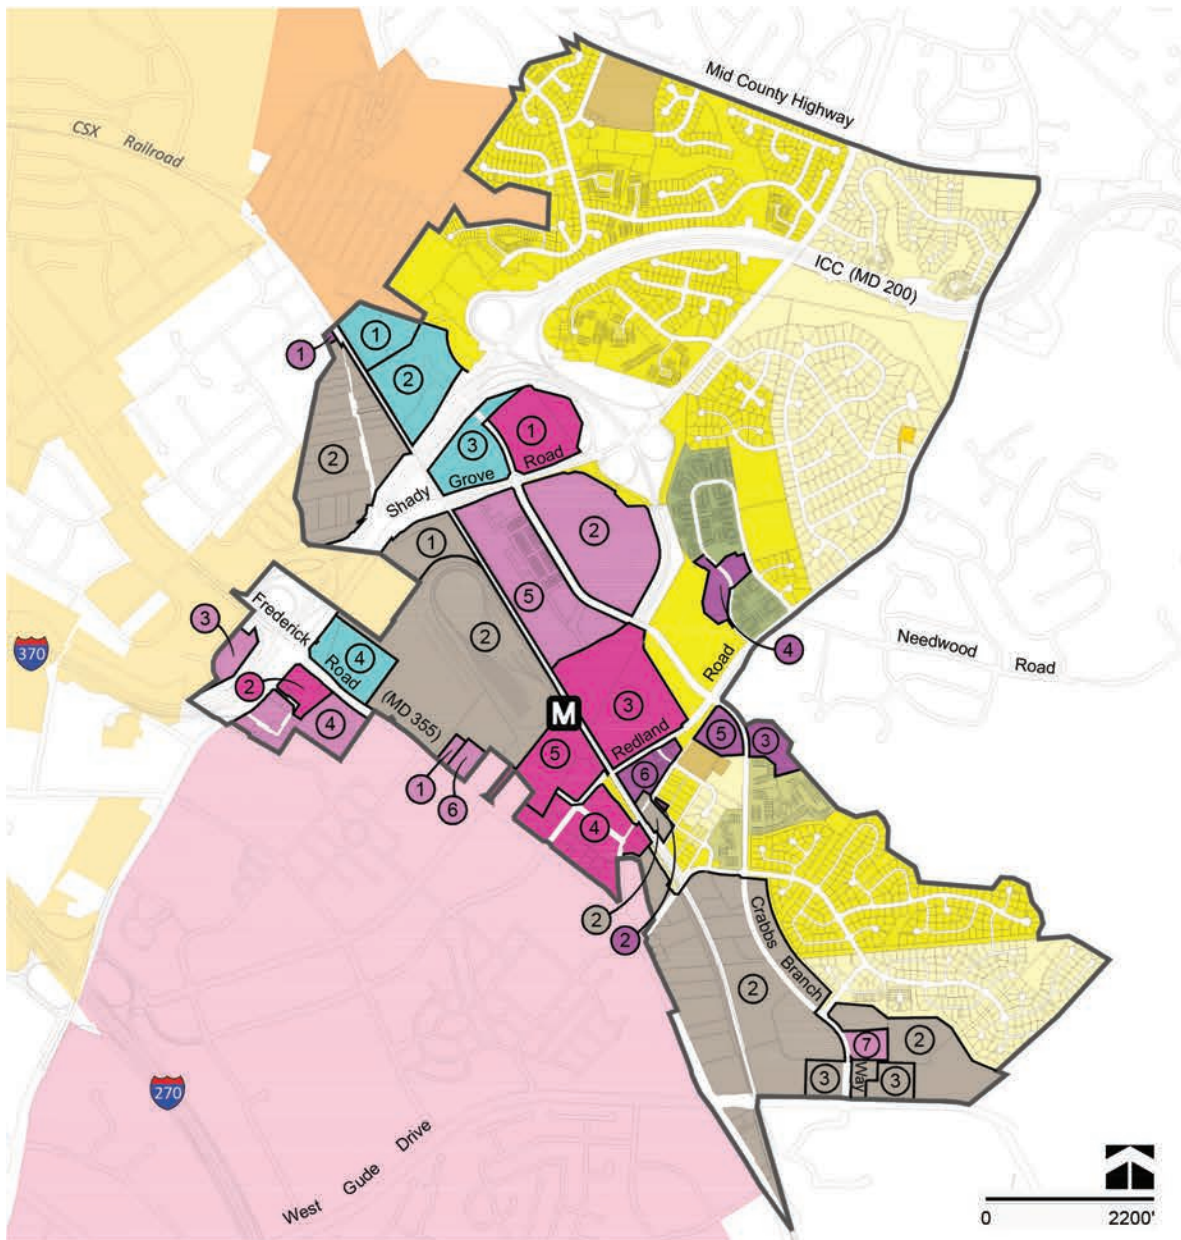 Mid County Highway
CSX Railroad
ICC (MD 200)
1
1
2
1
3
2
Shady Grove Road
1
2
5
2
3
Frederick Road
(MD 355)
4
2
4
370
Needwood Road
4
Road
3
M
5
3
5
Redland
6
1
6
4
2
2
Crabbs Branch Way
2
7
2
3
3
270
West Gude Drive
0 2200'